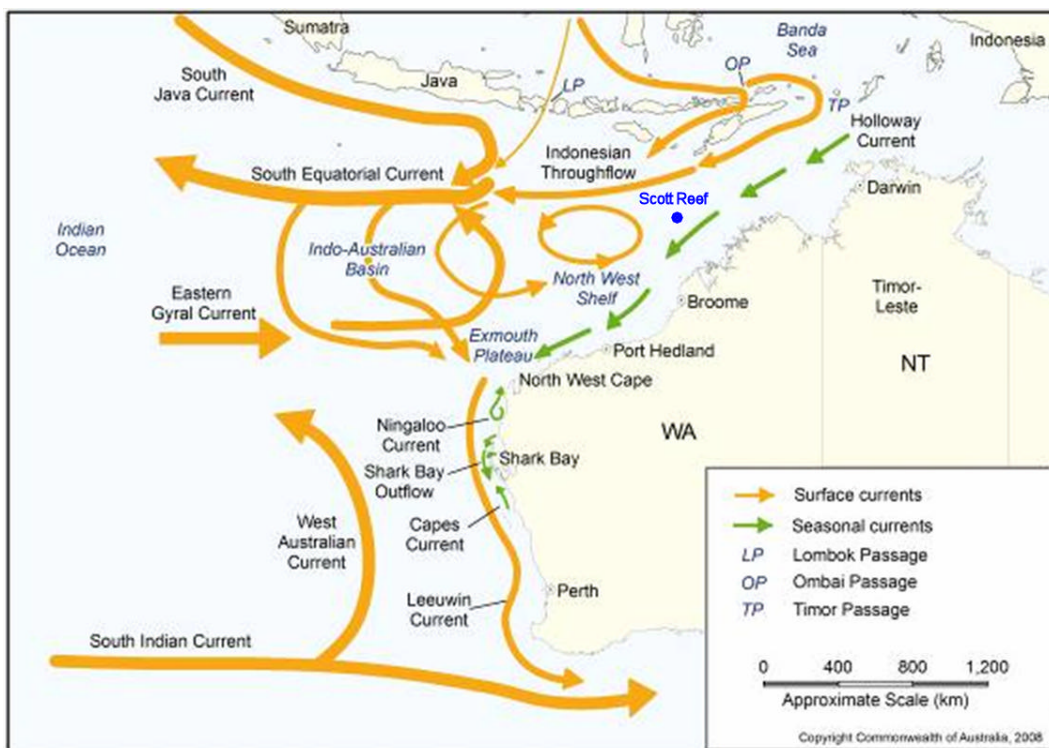 Sumatra
Banda
Sea
Indonesia
South
Java Current
Java
LP
OP
TP
Holloway
Current
South Equatorial Current
Indonesian
Throughflow
Darwin
Scott Reef
Indian
Ocean
Indo-Australian
Basin
North West
Shelf
Eastern
Gyral Current
Broome
Timor-
Leste
Exmouth
Plateau
Port Hedland
NT
North West Cape
Ningaloo
Current
WA
Shark Bay
Shark Bay
Outflow
Capes
Current
West
Australian
Current
Leeuwin
Current
Perth
South Indian Current
Surface currents
Seasonal currents
LP Lombok Passage
OP Ombai Passage
TP Timor Passage
0 400 800 1,200
Approximate Scale (km)
Copyright Commonwealth of Australia, 2008